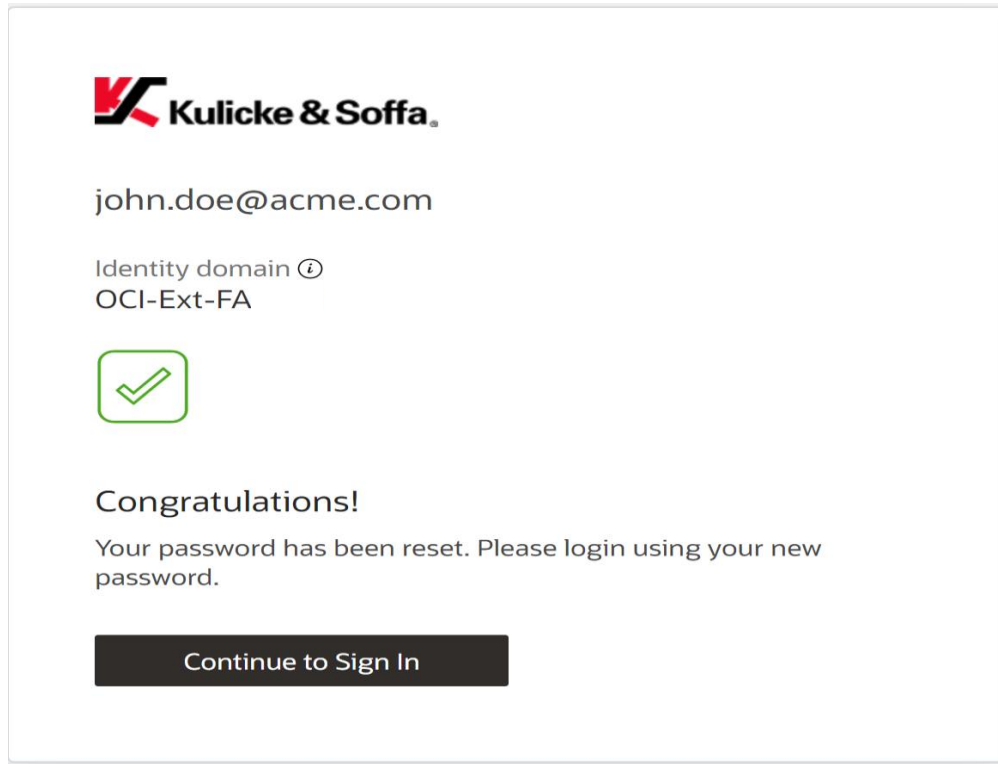 Kulicke & Soffa®
john.doe@acme.com
Identity domain
OCI-Ext-FA
Congratulations!
Your password has been reset. Please login using your new
password.
Continue to Sign In